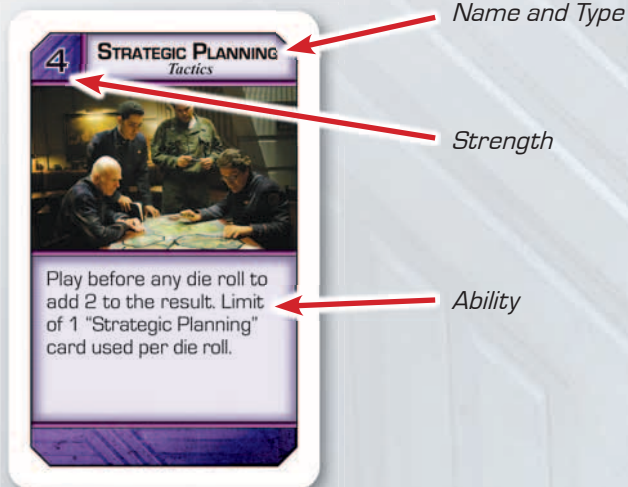 Name and Type
4
STRATEGIC PLANNING
Tactics
Strength
Play before any die roll to
add 2 to the result. Limit
of 1 “Strategic Planning”
card used per die roll.
Ability